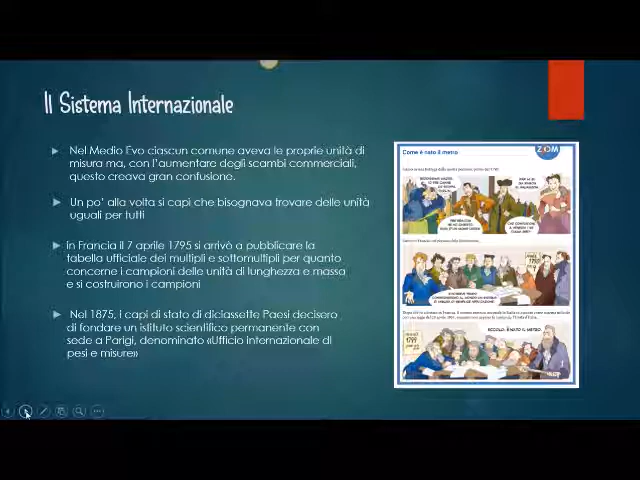 Il Sistema Internazionale
Nel Medio Evo ciascun comune aveva le proprie unità di
misura ma, con l'aumentare degli scambi commerciali,
questo creava gran confusione.
Un po' alla volta si capì che bisognava trovare delle unità
uguali per tutti
In Francia il 7 aprile 1795 si arrivò a pubblicare la
tabella ufficiale dei multipli e sottomultipli per quanto
concerne i campioni delle unità di lunghezza e massa
e si costruirono i campioni
Nel 1875, i capi di stato di diciassette Paesi decisero
di fondare un istituto scientifico permanente con
sede a Parigi, denominato «Ufficio internazionale di
pesi e misure»
Come è nato il metro
ZOOM
ECCOLO: È NATO IL METRO